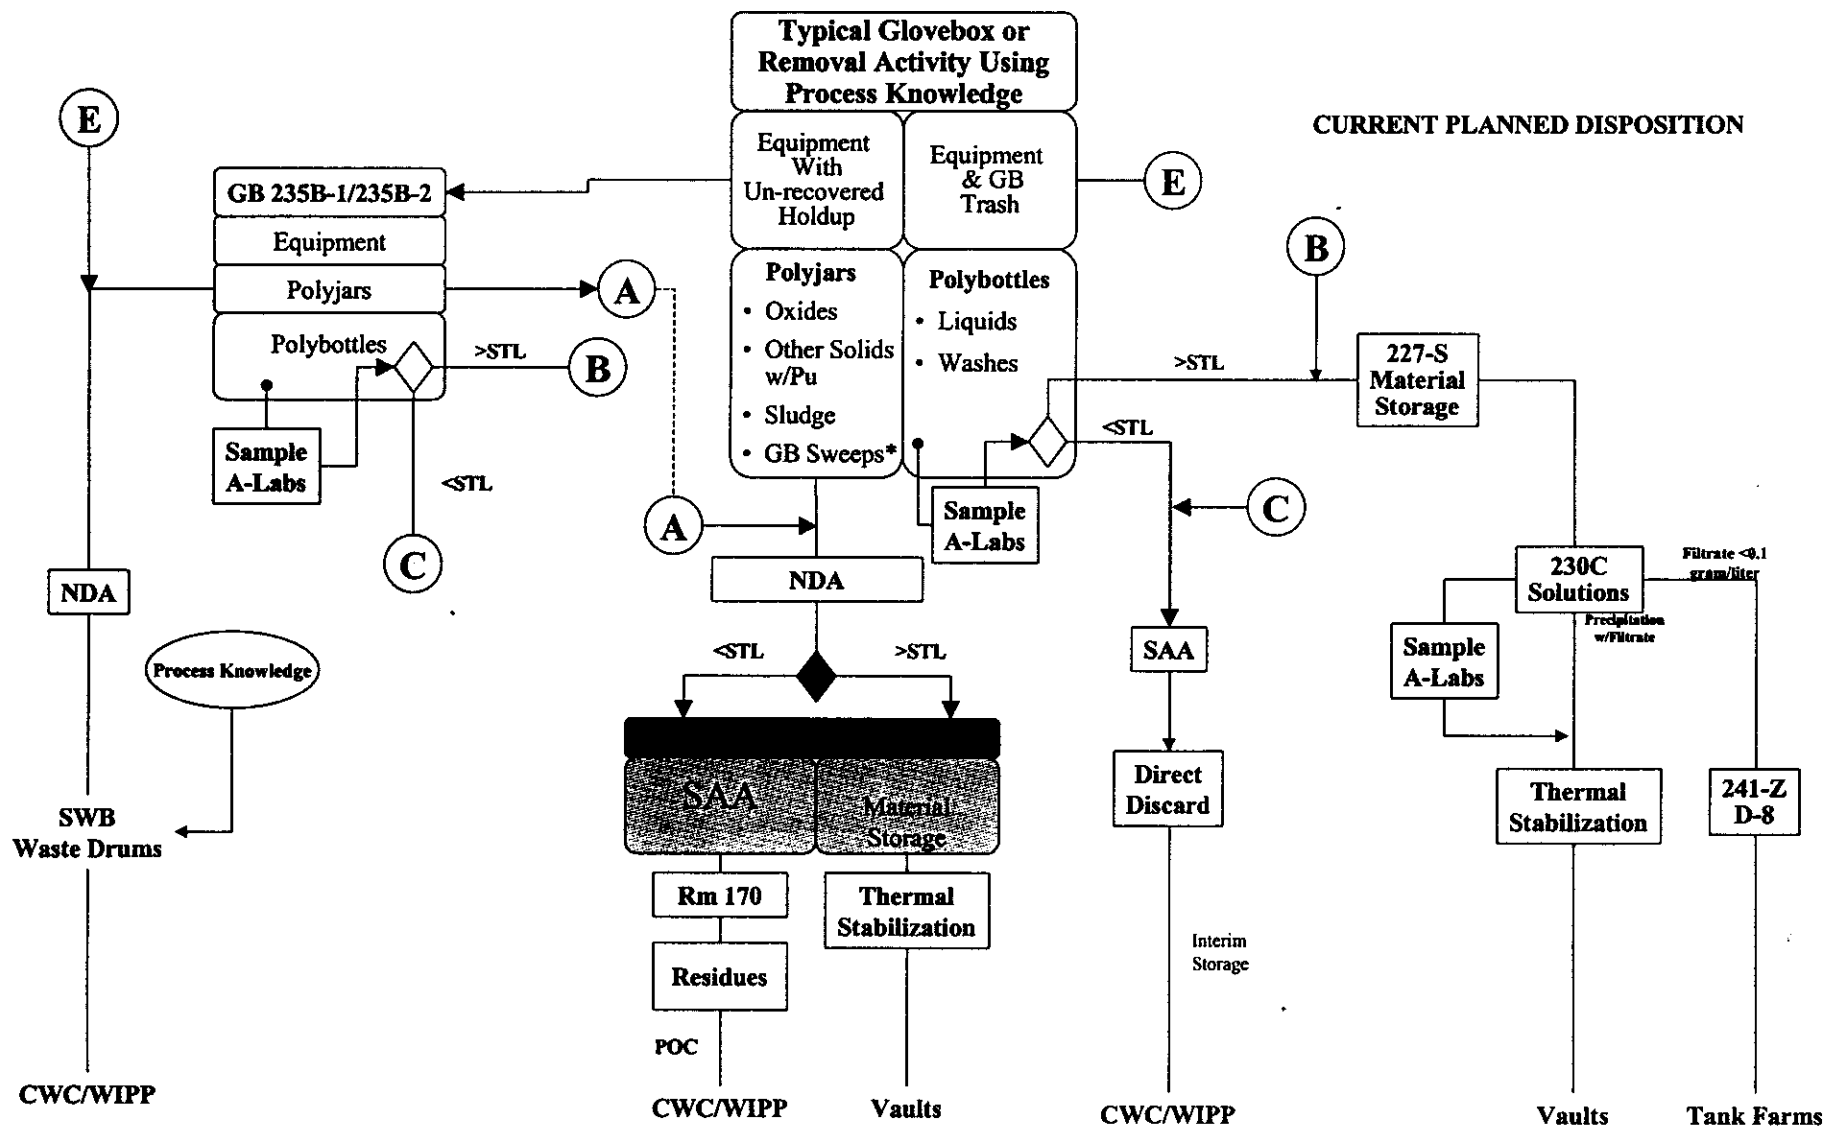 Typical Glovebox or
Removal Activity Using
Process Knowledge
CURRENT PLANNED DISPOSITION
E
Equipment
With
Un-recovered
Holdup
Equipment
& GB
Trash
E
GB 235B-1/235B-2
Equipment
Polyjars
A
Polybottles
>STL
B
Sample
A-Labs
<STL
C
Polyjars
• Oxides
• Other Solids
w/Pu
• Sludge
• GB Sweeps*
Polybottles
• Liquids
• Washes
>STL
<STL
B
227-S
Material
Storage
A
Sample
A-Labs
C
NDA
NDA
230C
Solutions
Filtrate <0.1
gram/liter
Precipitation
w/Filtrate
Process Knowledge
<STL
>STL
SAA
Sample
A-Labs
SAA
Material
Storage
Direct
Discard
Thermal
Stabilization
241-Z
D-8
SWB
Waste Drums
Rm 170
Thermal
Stabilization
Residues
Interim
Storage
POC
CWC/WIPP
CWC/WIPP
Vaults
CWC/WIPP
Vaults
Tank Farms